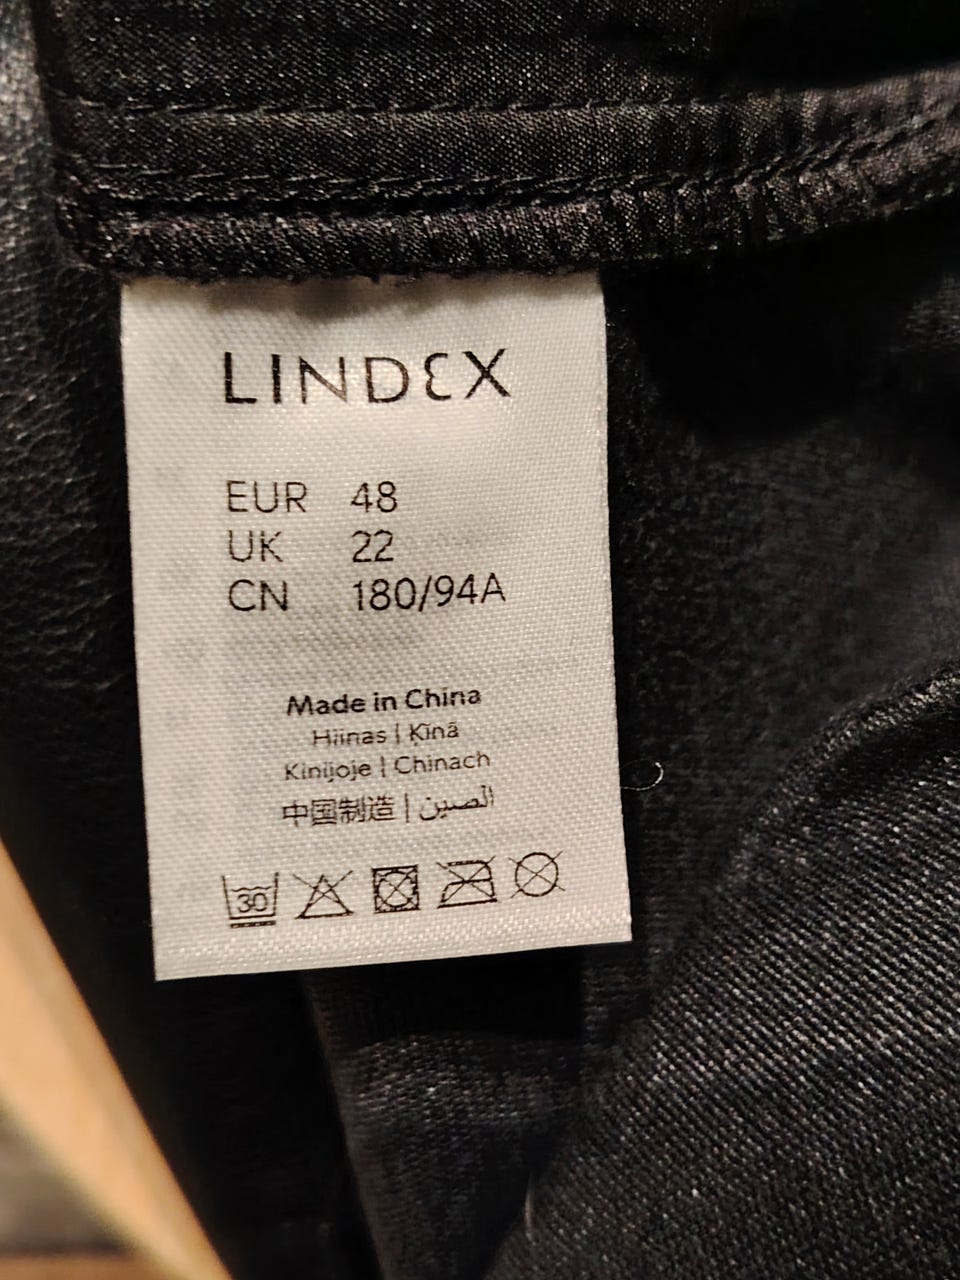 LINDEX
EUR 48
UK 22
CN 180/94A
Made in China
Hiinas | Ķīnā
Kinijoje | Chinach
中国制造 | الصين
30